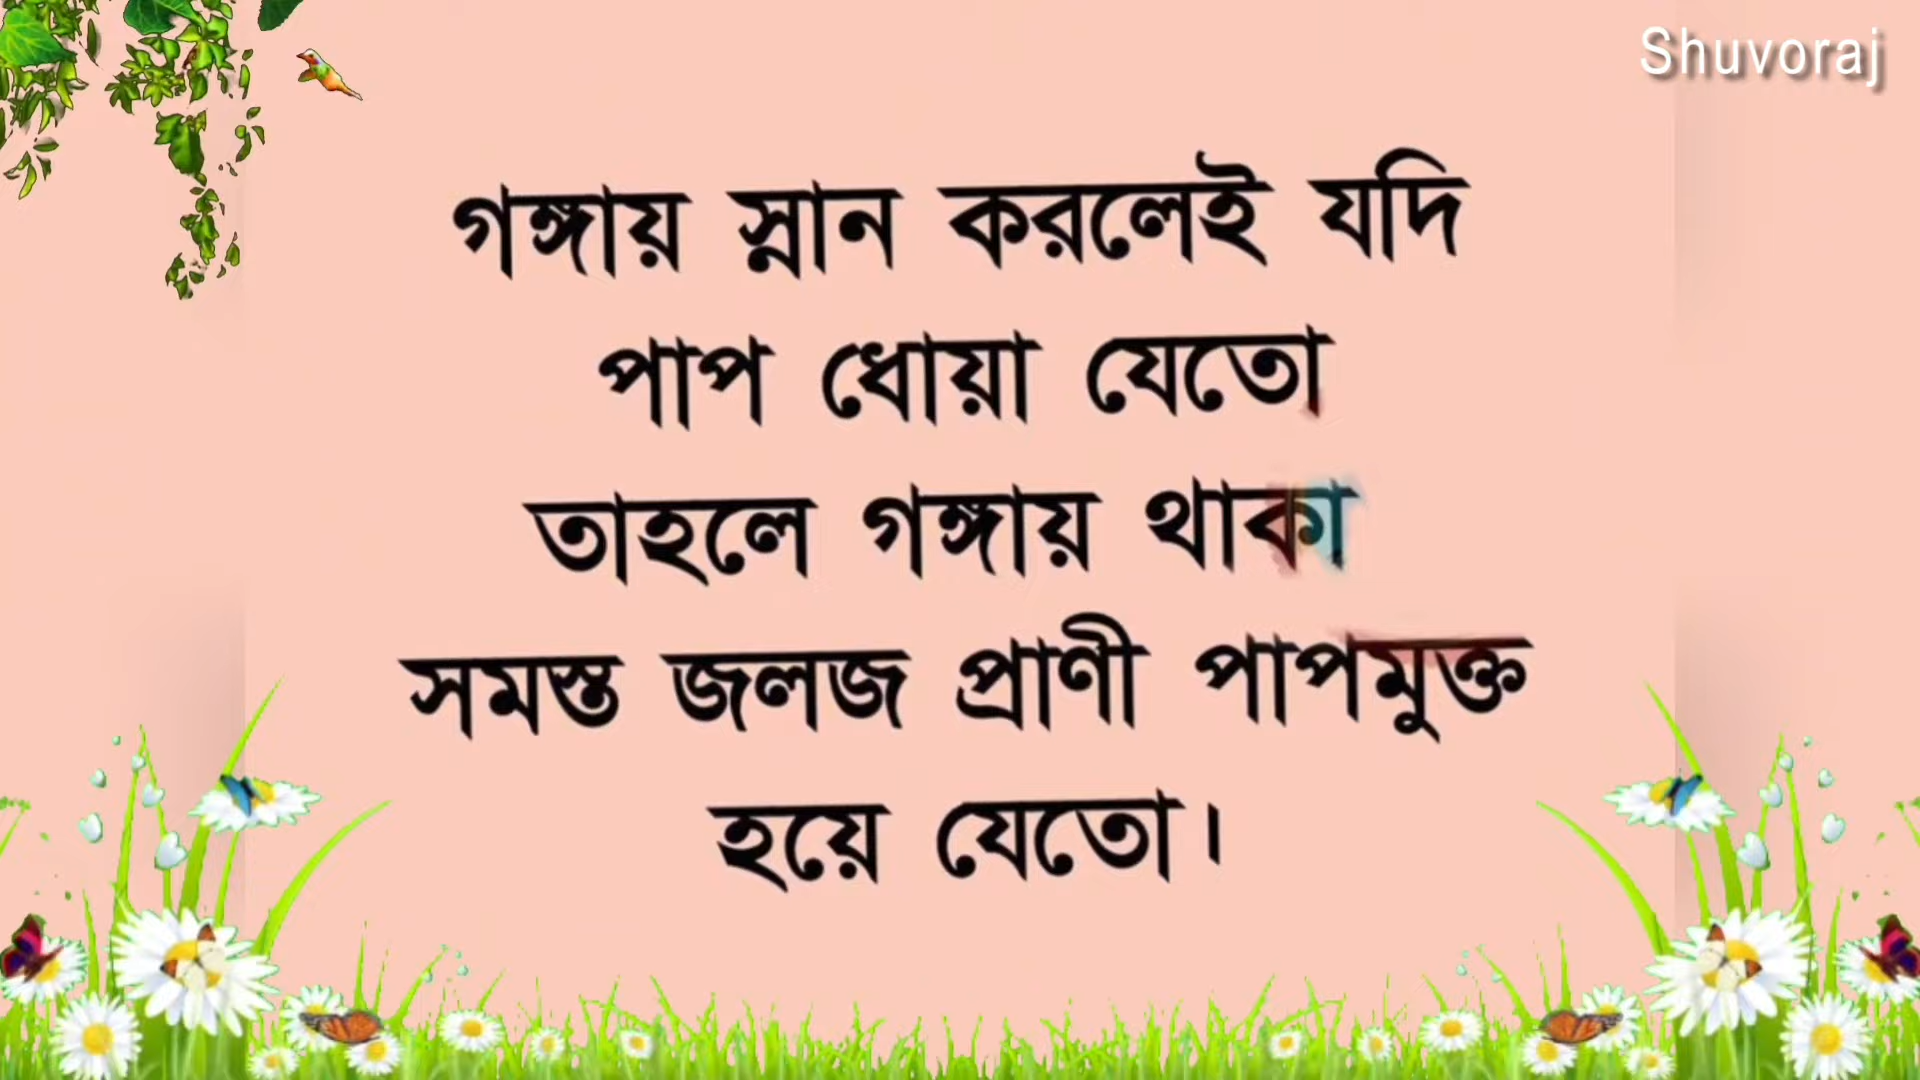 Shuvoraj
গঙ্গায় স্নান করলেই যদি
পাপ ধোয়া যেতো
তাহলে গঙ্গায় থাকা
সমস্ত জলজ প্রাণী পাপমুক্ত
হয়ে যেতো।